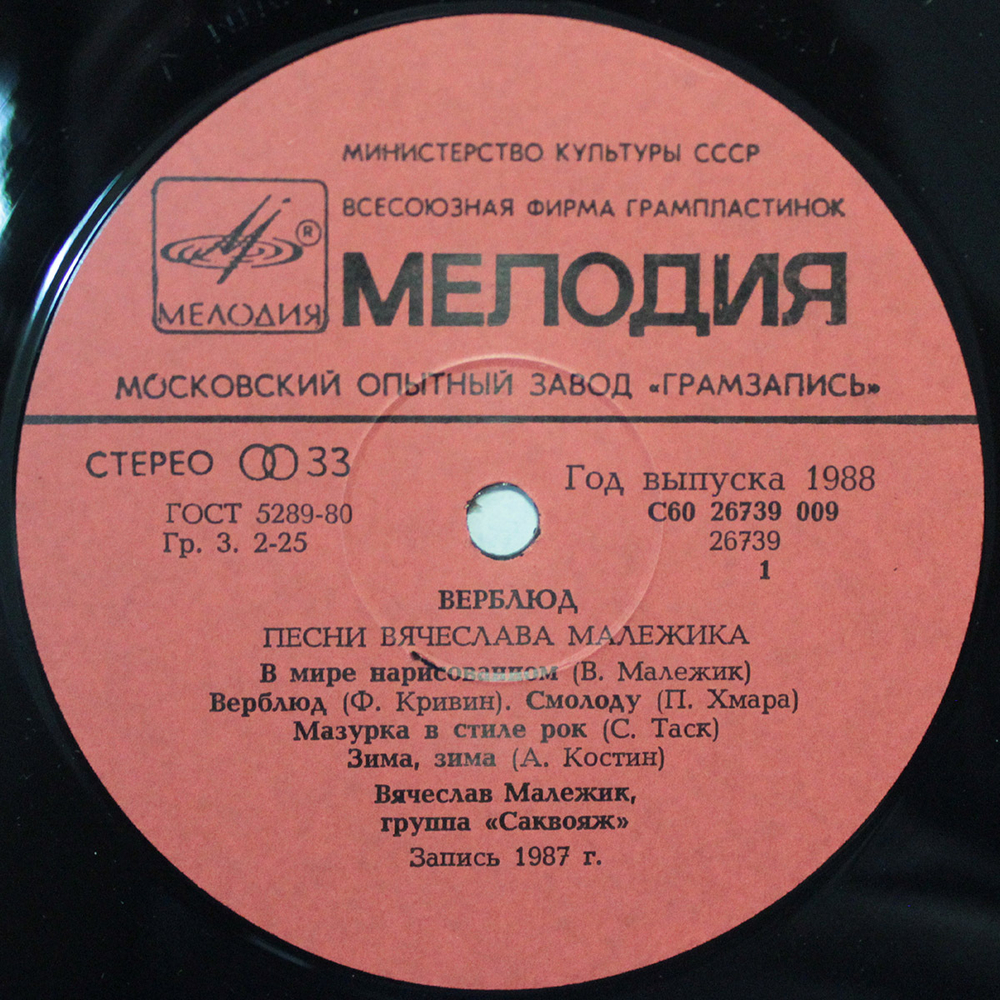 МИНИСТЕРСТВО КУЛЬТУРЫ СССР
ВСЕСОЮЗНАЯ ФИРМА ГРАМПЛАСТИНОК
®
МЕЛОДИЯ
МЕЛОДИЯ
МОСКОВСКИЙ ОПЫТНЫЙ ЗАВОД «ГРАМЗАПИСЬ»
СТЕРЕО 33
Год выпуска 1988
ГОСТ 5289-80
С60 26739 009
Гр. 3. 2-25
26739
1
ВЕРБЛЮД
ПЕСНИ ВЯЧЕСЛАВА МАЛЕЖИКА
В мире нарисованном (В. Малежик)
Верблюд (Ф. Кривин). Смолоду (П. Хмара)
Мазурка в стиле рок (С. Таск)
Зима, зима (А. Костин)
Вячеслав Малежик,
группа «Саквояж»
Запись 1987 г.